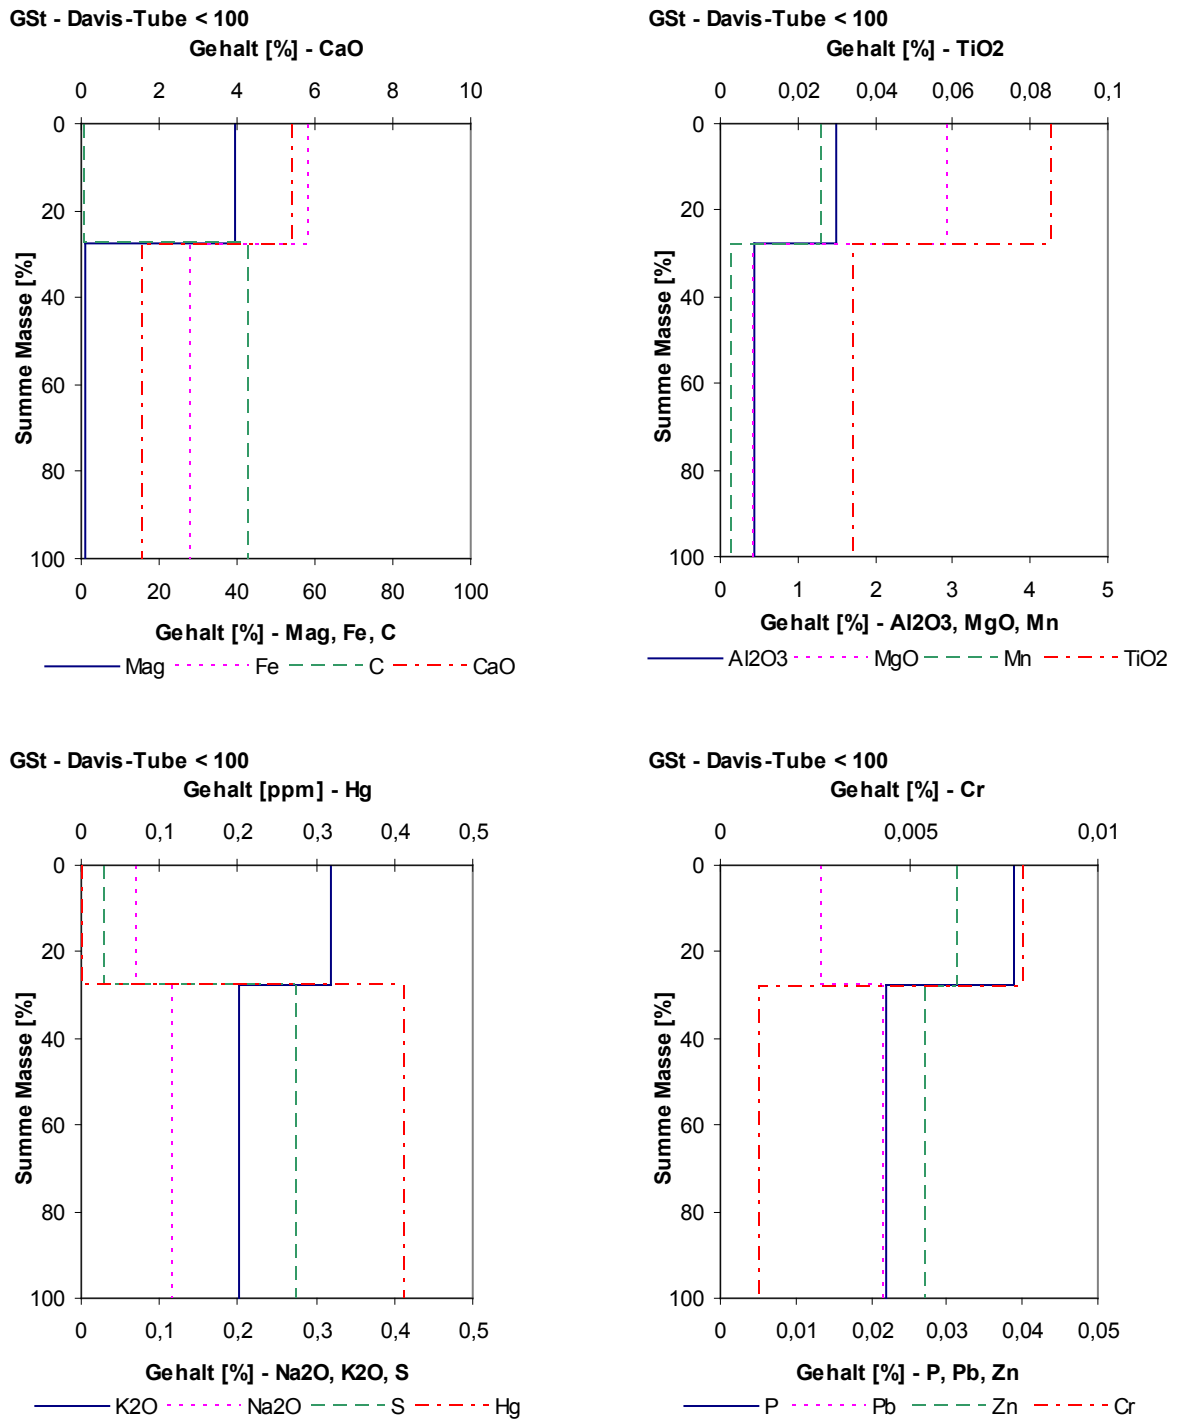 GSt - Davis-Tube < 100
Gehalt [%] - CaO
0 2 4 6 8 10
0
20
40
60
80
100
Summe Masse [%]
0 20 40 60 80 100
Gehalt [%] - Mag, Fe, C
Mag Fe C CaO
GSt - Davis-Tube < 100
Gehalt [%] - TiO2
0 0,02 0,04 0,06 0,08 0,1
0
20
40
60
80
100
Summe Masse [%]
0 1 2 3 4 5
Gehalt [%] - Al2O3, MgO, Mn
Al2O3 MgO Mn TiO2
GSt - Davis-Tube < 100
Gehalt [ppm] - Hg
0 0,1 0,2 0,3 0,4 0,5
0
20
40
60
80
100
Summe Masse [%]
0 0,1 0,2 0,3 0,4 0,5
Gehalt [%] - Na2O, K2O, S
K2O Na2O S Hg
GSt - Davis-Tube < 100
Gehalt [%] - Cr
0 0,005 0,01
0
20
40
60
80
100
Summe Masse [%]
0 0,01 0,02 0,03 0,04 0,05
Gehalt [%] - P, Pb, Zn
P Pb Zn Cr